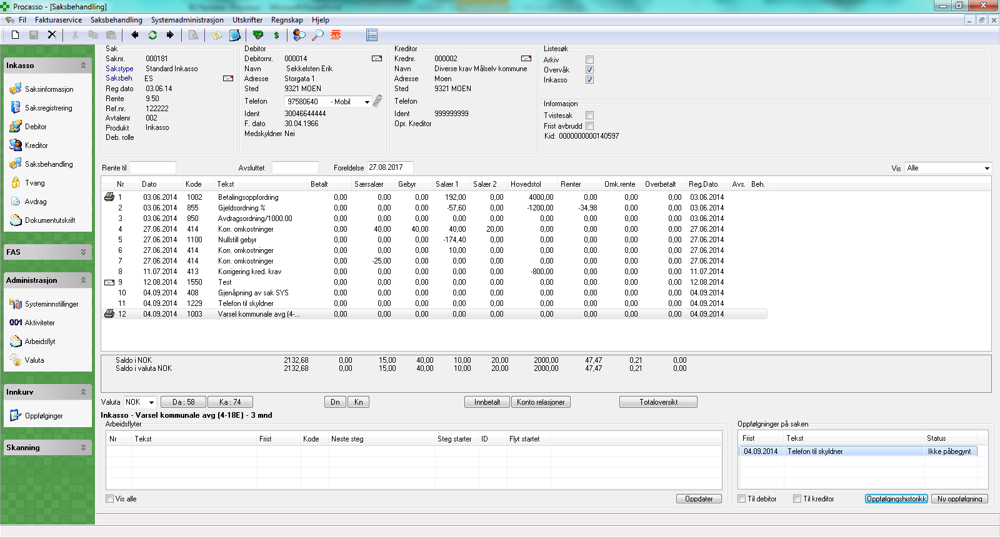 Procasso - [Saksbehandling]
Fil Fakturaservice Saksbehandling Systemadministrasjon Utskrifter Regnskap Hjelp
Inkasso
Saksinformasjon
Saksregistrering
Debitor
Kreditor
Saksbehandling
Tvang
Avdrag
Dokumentutskrift
FAS
Administrasjon
Systeminnstillinger
001 Aktiviteter
Arbeidsflyt
Valuta
Innkurv
Oppfølginger
Skanning
Sak
Saknr. 000181
Sakstype Standard Inkasso
Saksbeh ES
Reg dato 03.06.14
Rente 9.50
Ref.nr. 122222
Avtalenr 002
Produkt Inkasso
Deb. rolle
Debitor
Debitornr. 000014
Navn Sekkelsten Erik
Adresse Storgata 1
Sted 9321 MOEN
Telefon 97580640 - Mobil
Ident 30046644444
F. dato 30.04.1966
Medskyldner Nei
Kreditor
Krednr. 000002
Navn Diverse krav Målselv kommune
Adresse Moen
Sted 9321 MOEN
Telefon
Ident 999999999
Opr. Kreditor
Listesøk
Arkiv
Overvåk
Inkasso
Informasjon
Tvistesak
Frist avbrudd
Kid: 0000000000140597
Rente til Avsluttet Foreldelse 27.08.2017 Vis Alle
Nr Dato Kode Tekst Betalt Særsalær Gebyr Salær 1 Salær 2 Hovedstol Renter Omk.rente Overbetalt Reg.Dato Avs. Beh.
1 03.06.2014 1002 Betalingsoppfordring 0,00 0,00 0,00 192,00 0,00 4000,00 0,00 0,00 0,00 03.06.2014
2 03.06.2014 855 Gjeldsordning % 0,00 0,00 0,00 -57,60 0,00 -1200,00 -34,98 0,00 0,00 03.06.2014
3 03.06.2014 850 Avdragsordning/1000.00 0,00 0,00 0,00 0,00 0,00 0,00 0,00 0,00 0,00 03.06.2014
4 27.06.2014 414 Korr. omkostninger 0,00 40,00 40,00 40,00 20,00 0,00 0,00 0,00 0,00 27.06.2014
5 27.06.2014 1100 Nullstill gebyr 0,00 0,00 0,00 -174,40 0,00 0,00 0,00 0,00 0,00 27.06.2014
6 27.06.2014 414 Korr. omkostninger 0,00 0,00 0,00 10,00 0,00 0,00 0,00 0,00 0,00 27.06.2014
7 27.06.2014 414 Korr. omkostninger 0,00 -25,00 0,00 0,00 0,00 0,00 0,00 0,00 0,00 27.06.2014
8 11.07.2014 413 Korrigering kred. krav 0,00 0,00 0,00 0,00 0,00 -800,00 0,00 0,00 0,00 11.07.2014
9 12.08.2014 1550 Test 0,00 0,00 0,00 0,00 0,00 0,00 0,00 0,00 0,00 12.08.2014
10 04.09.2014 408 Gjenåpning av sak SYS 0,00 0,00 0,00 0,00 0,00 0,00 0,00 0,00 0,00 04.09.2014
11 04.09.2014 1229 Telefon til skyldner 0,00 0,00 0,00 0,00 0,00 0,00 0,00 0,00 0,00 04.09.2014
12 04.09.2014 1003 Varsel kommunale avg (4-... 0,00 0,00 0,00 0,00 0,00 0,00 0,00 0,00 0,00 04.09.2014
Saldo i NOK 2132,68 0,00 15,00 40,00 10,00 20,00 2000,00 47,47 0,21 0,00
Saldo i valuta NOK 2132,68 0,00 15,00 40,00 10,00 20,00 2000,00 47,47 0,21 0,00
Valuta NOK Da : 58 Ka : 74 Dn Kn Innbetalt Konto relasjoner Totaloversikt
Inkasso - Varsel kommunale avg (4-18E) - 3 mnd
Arbeidsflyter
Nr Tekst Frist Kode Neste steg Steg starter ID Flyt startet
Vis alle Oppdater
Oppfølgninger på saken
Frist Tekst Status
04.09.2014 Telefon til skyldner Ikke påbegynt
Til debitor Til kreditor Oppfølgingshistorikk Ny oppfølgning